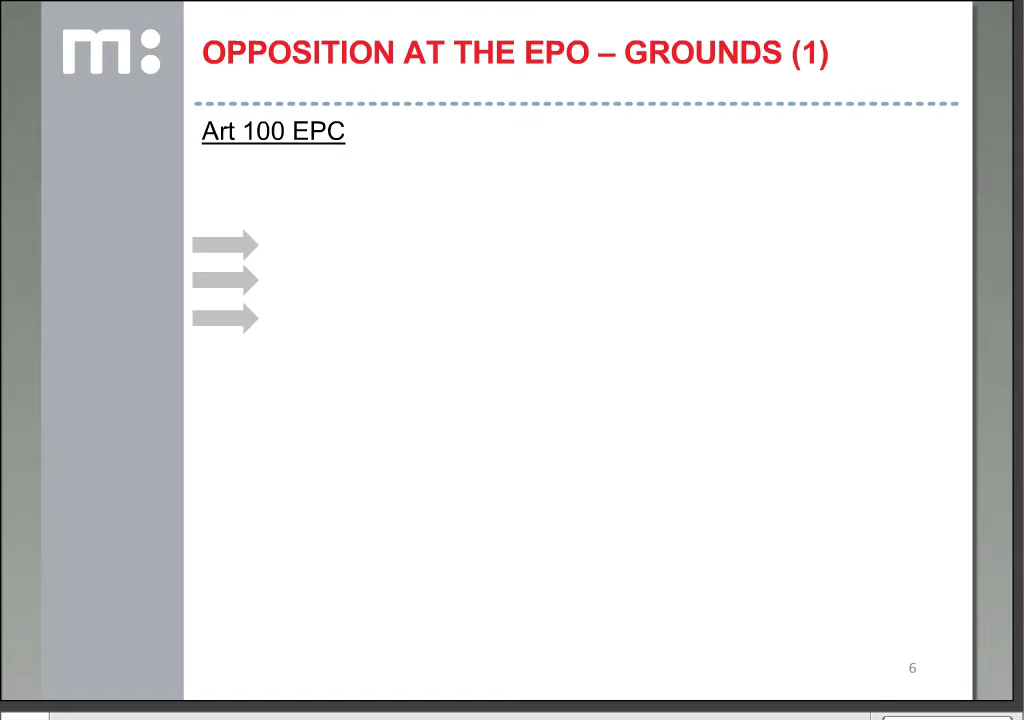 m:
OPPOSITION AT THE EPO – GROUNDS (1)
Art 100 EPC
6